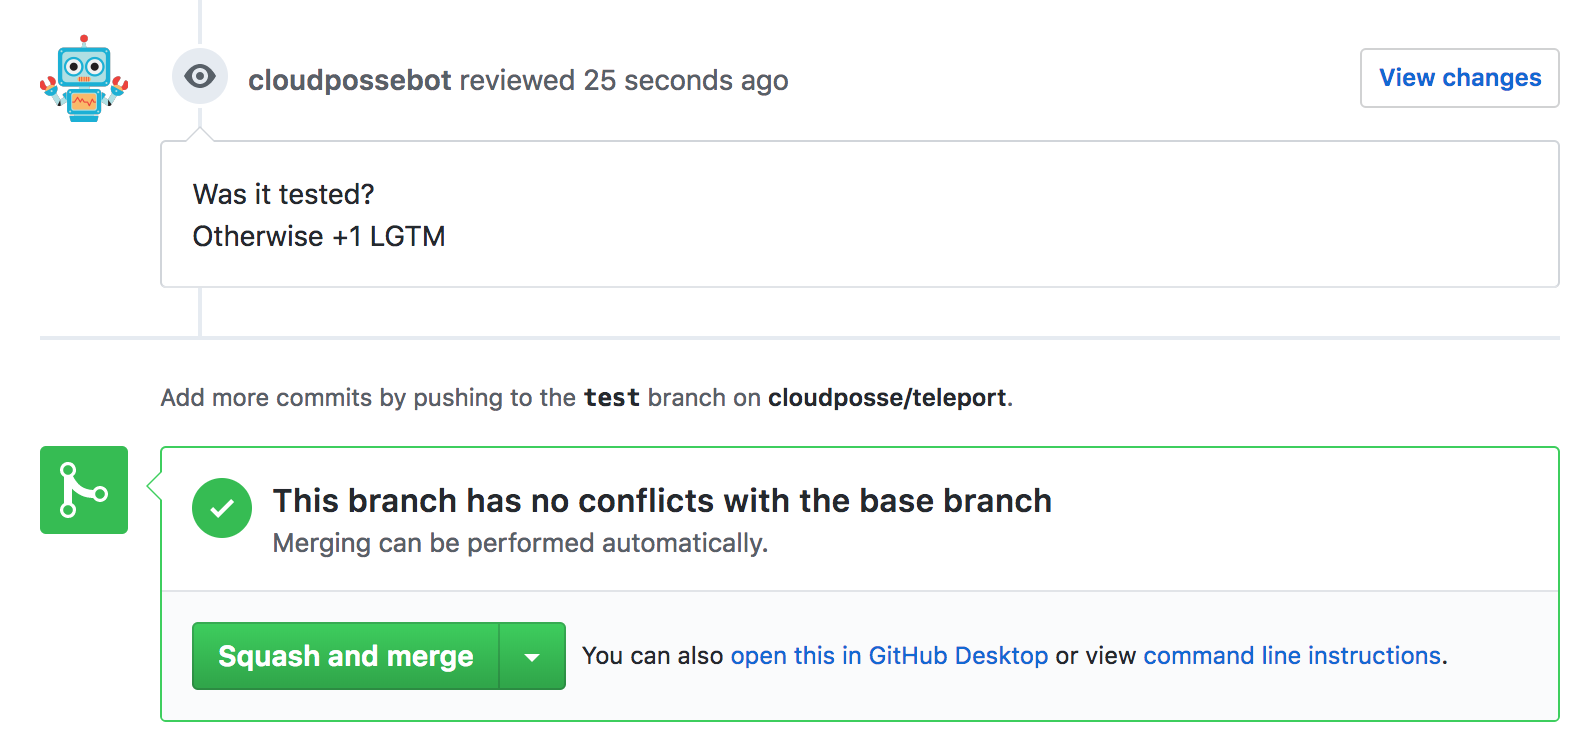 cloudpossebot reviewed 25 seconds ago
View changes
Was it tested?
Otherwise +1 LGTM
Add more commits by pushing to the test branch on cloudposse/teleport.
This branch has no conflicts with the base branch
Merging can be performed automatically.
Squash and merge
You can also open this in GitHub Desktop or view command line instructions.